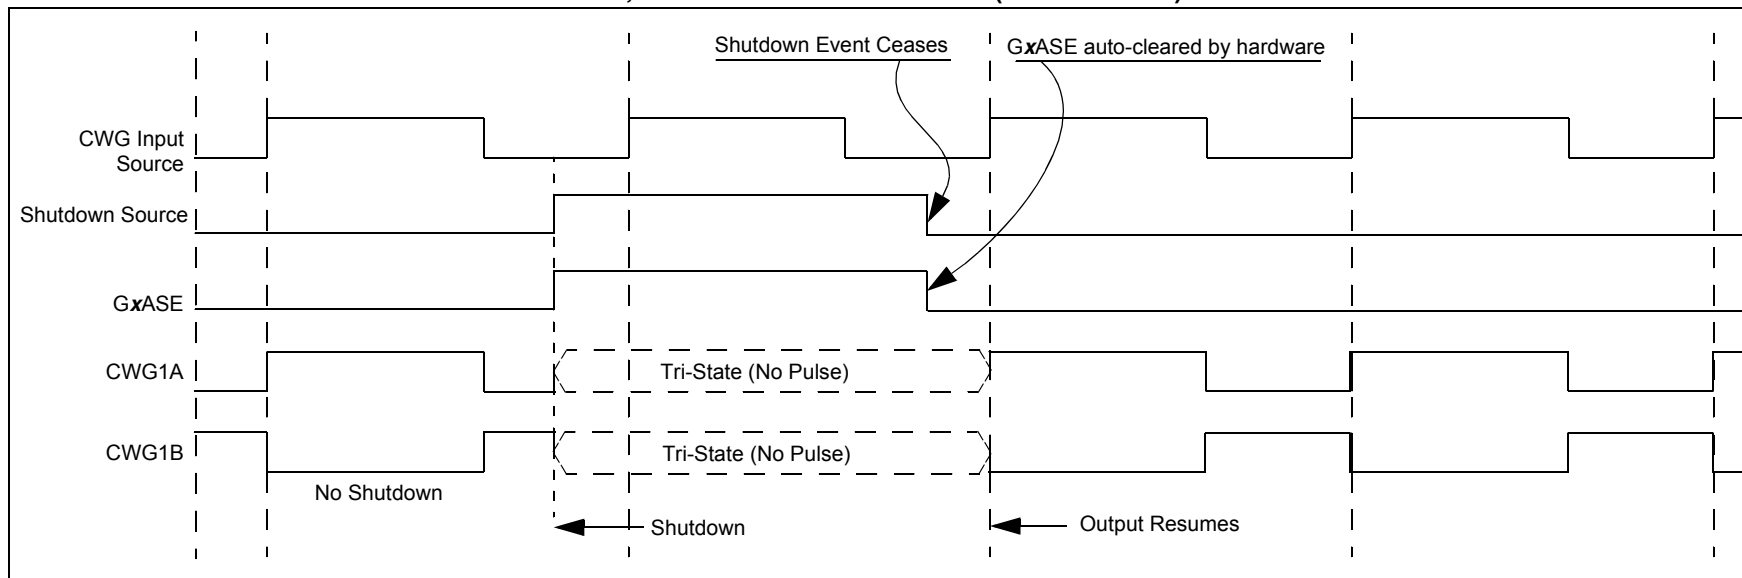 Shutdown Event Ceases
GxASE auto-cleared by hardware
CWG Input
Source
Shutdown Source
GxASE
CWG1A
Tri-State (No Pulse)
CWG1B
Tri-State (No Pulse)
No Shutdown
Shutdown
Output Resumes